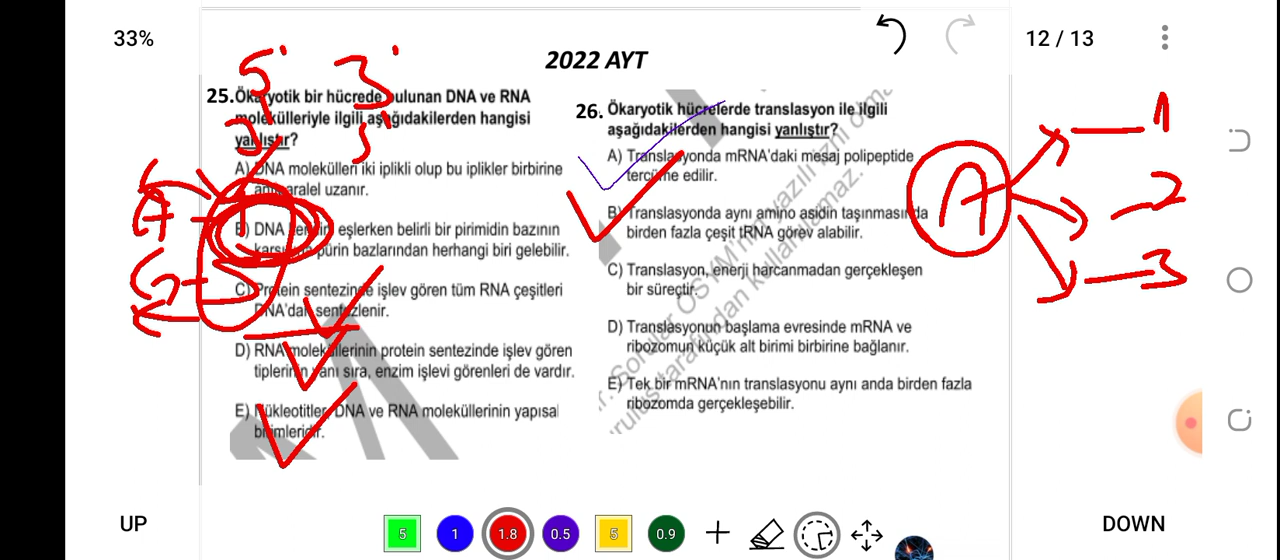 33%
12 / 13
2022 AYT
5' 3'
3 5
25. Ökaryotik bir hücrede bulunan DNA ve RNA
molekülleriyle ilgili aşağıdakilerden hangisi
yanlıştır?
A) DNA molekülleri iki iplikli olup bu iplikler birbirine
antiparalel uzanır.
B) DNA kendini eşlerken belirli bir pirimidin bazının
karşısına pürin bazlarından herhangi biri gelebilir.
C) Protein sentezinde işlev gören tüm RNA çeşitleri
DNA'dan sentezlenir.
D) RNA moleküllerinin protein sentezinde işlev gören
tiplerinin yanı sıra, enzim işlevi görenleri de vardır.
E) Nükleotitler, DNA ve RNA moleküllerinin yapısal
birimleridir.
26. Ökaryotik hücrelerde translasyon ile ilgili
aşağıdakilerden hangisi yanlıştır?
A) Translasyonda mRNA'daki mesaj polipeptide
tercüme edilir.
B) Translasyonda aynı amino asidin taşınmasında
birden fazla çeşit tRNA görev alabilir.
C) Translasyon, enerji harcanmadan gerçekleşen
bir süreçtir.
D) Translasyonun başlama evresinde mRNA ve
ribozomun küçük alt birimi birbirine bağlanır.
E) Tek bir mRNA'nın translasyonu aynı anda birden fazla
ribozomda gerçekleşebilir.
A
1
2
3
UP
5
1
1.8
0.5
5
0.9
DOWN